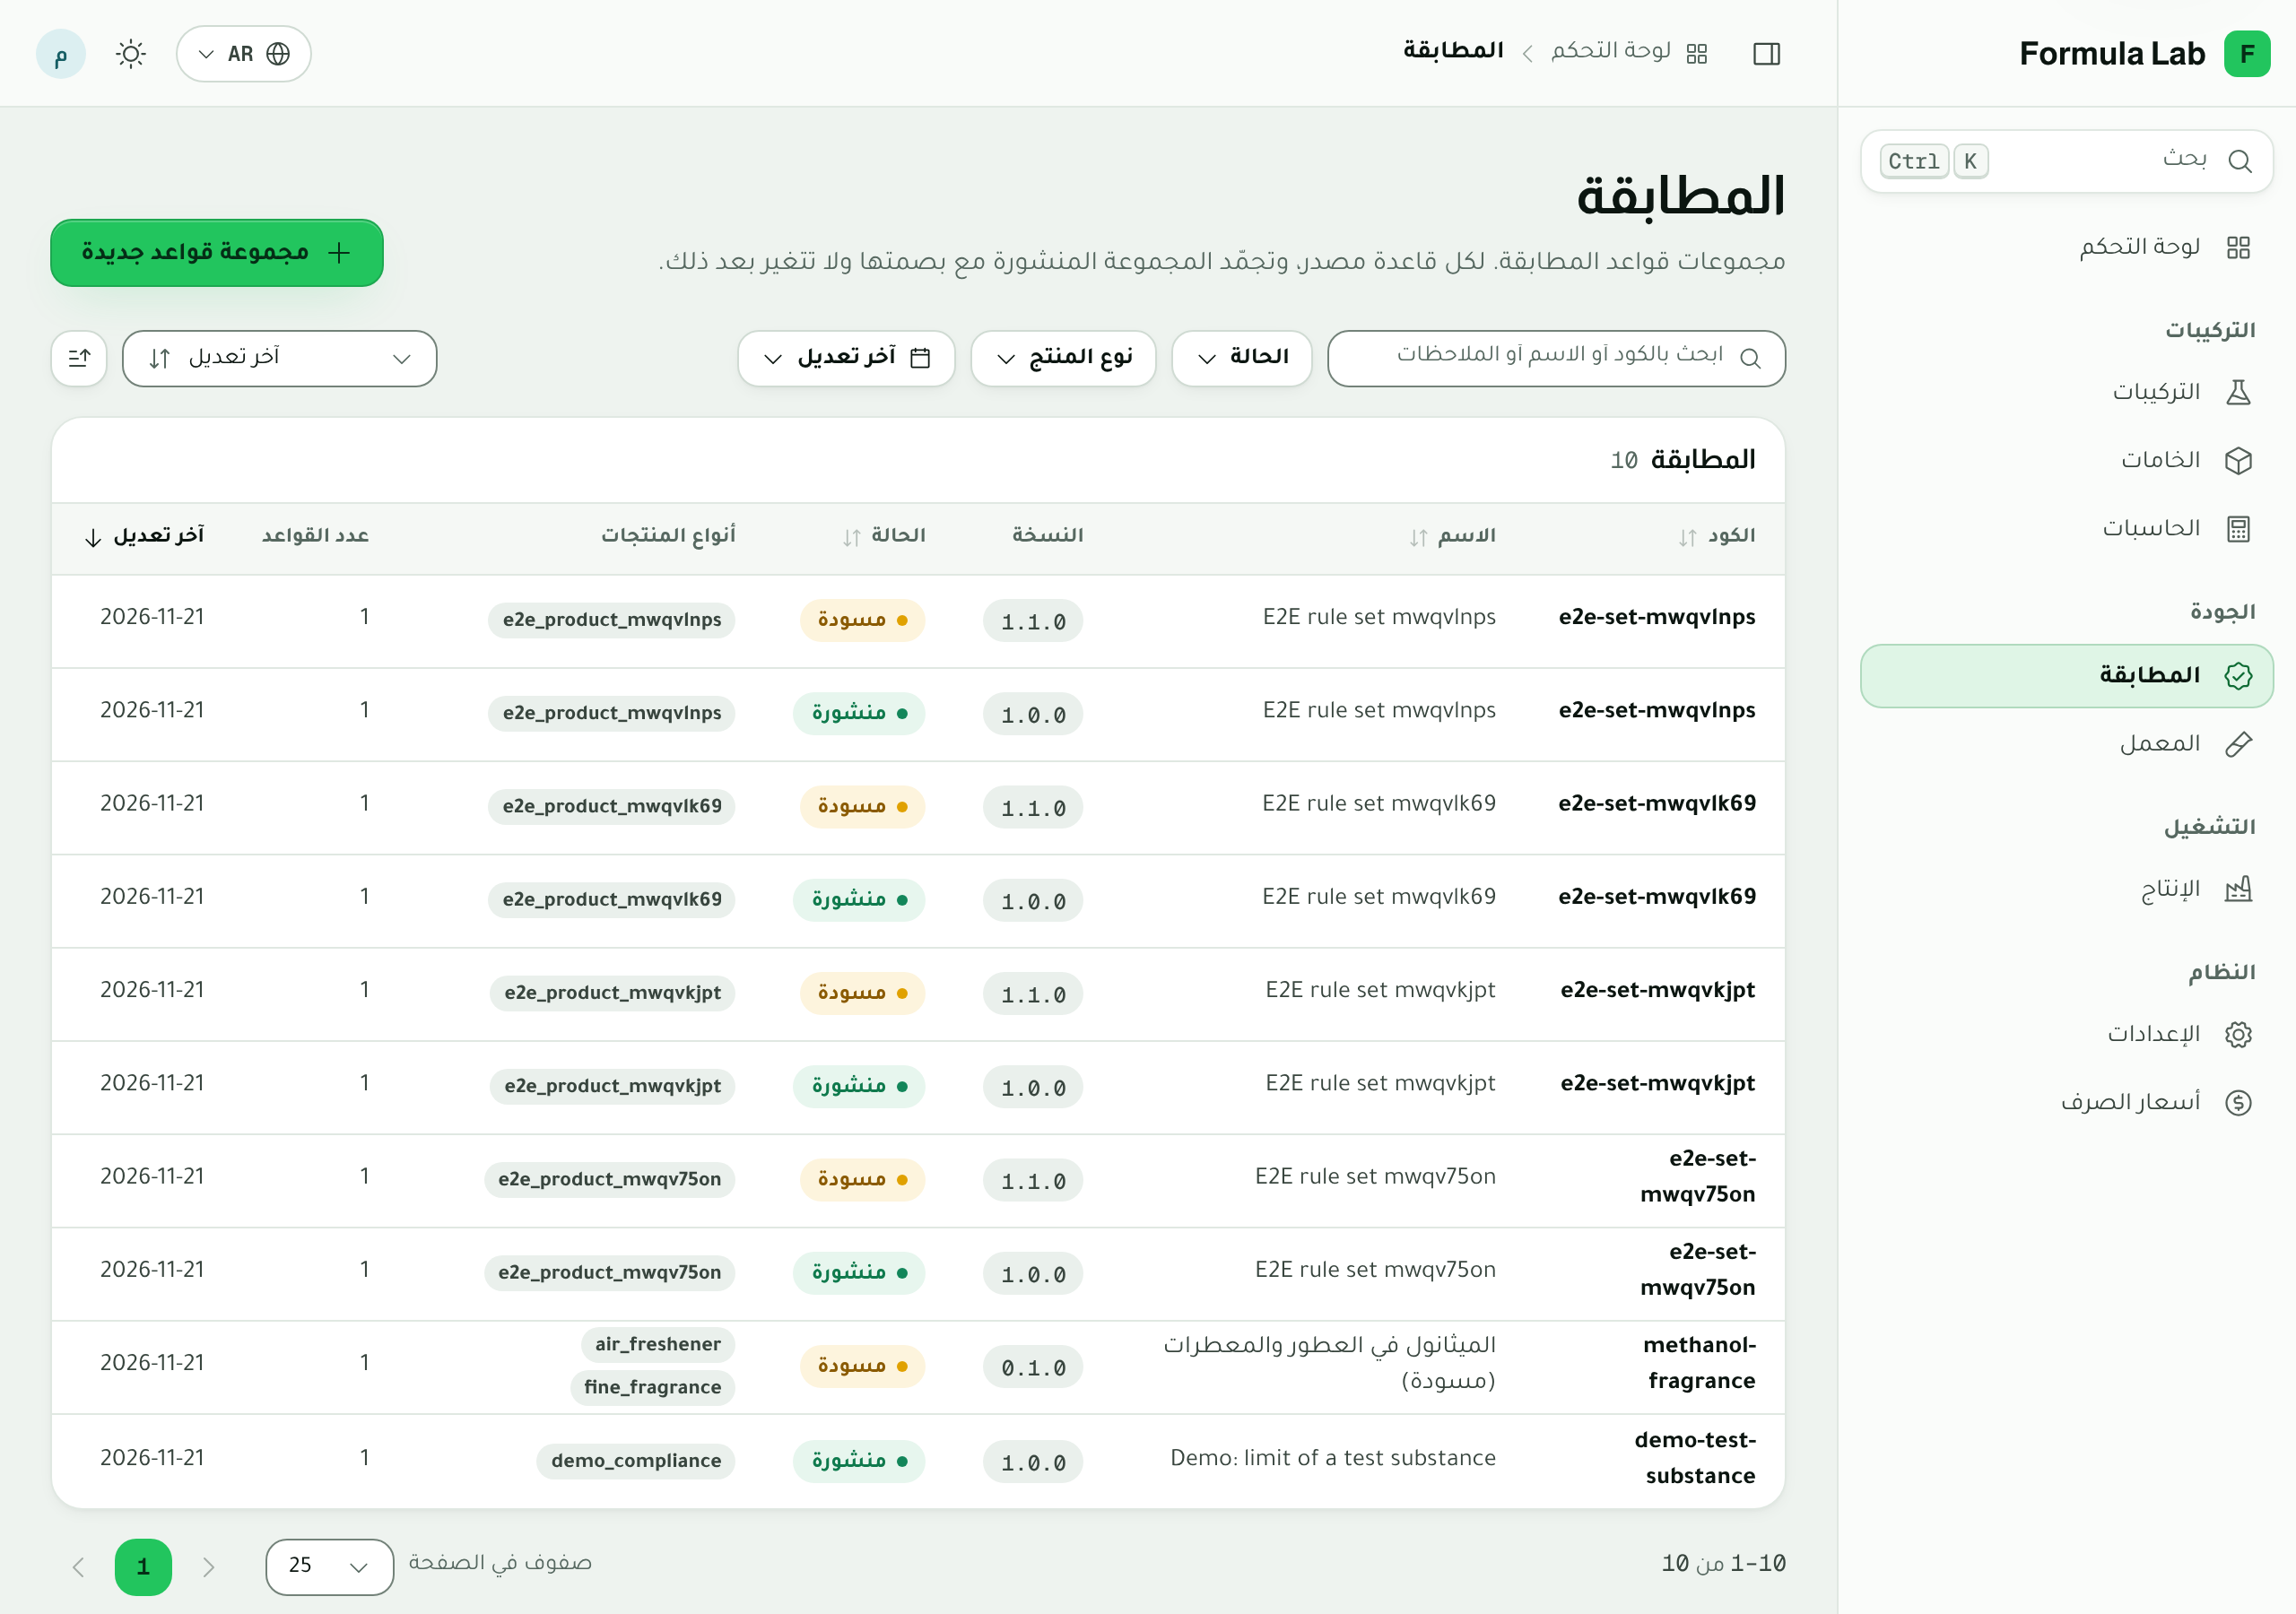 F Formula Lab
بحث Ctrl K
لوحة التحكم
التركيبات
التركيبات
الخامات
الحاسبات
الجودة
المطابقة
المعمل
التشغيل
الإنتاج
النظام
الإعدادات
أسعار الصرف
لوحة التحكم المطابقة
AR
م
المطابقة
مجموعات قواعد المطابقة. لكل قاعدة مصدر، وتجمّد المجموعة المنشورة مع بصمتها ولا تتغير بعد ذلك.
مجموعة قواعد جديدة
ابحث بالكود أو الاسم أو الملاحظات الحالة نوع المنتج آخر تعديل آخر تعديل
المطابقة 10
الكود الاسم النسخة الحالة أنواع المنتجات عدد القواعد آخر تعديل
e2e-set-mwqvlnps E2E rule set mwqvlnps 1.1.0 مسودة e2e_product_mwqvlnps 1 2026-11-21
e2e-set-mwqvlnps E2E rule set mwqvlnps 1.0.0 منشورة e2e_product_mwqvlnps 1 2026-11-21
e2e-set-mwqvlk69 E2E rule set mwqvlk69 1.1.0 مسودة e2e_product_mwqvlk69 1 2026-11-21
e2e-set-mwqvlk69 E2E rule set mwqvlk69 1.0.0 منشورة e2e_product_mwqvlk69 1 2026-11-21
e2e-set-mwqvkjpt E2E rule set mwqvkjpt 1.1.0 مسودة e2e_product_mwqvkjpt 1 2026-11-21
e2e-set-mwqvkjpt E2E rule set mwqvkjpt 1.0.0 منشورة e2e_product_mwqvkjpt 1 2026-11-21
e2e-set-
mwqv75on E2E rule set mwqv75on 1.1.0 مسودة e2e_product_mwqv75on 1 2026-11-21
e2e-set-
mwqv75on E2E rule set mwqv75on 1.0.0 منشورة e2e_product_mwqv75on 1 2026-11-21
methanol- الميثانول في العطور والمعطرات air_freshener
fragrance (مسودة) 0.1.0 مسودة fine_fragrance 1 2026-11-21
demo-test-
substance Demo: limit of a test substance 1.0.0 منشورة demo_compliance 1 2026-11-21
1–10 من 10
صفوف في الصفحة 25 1